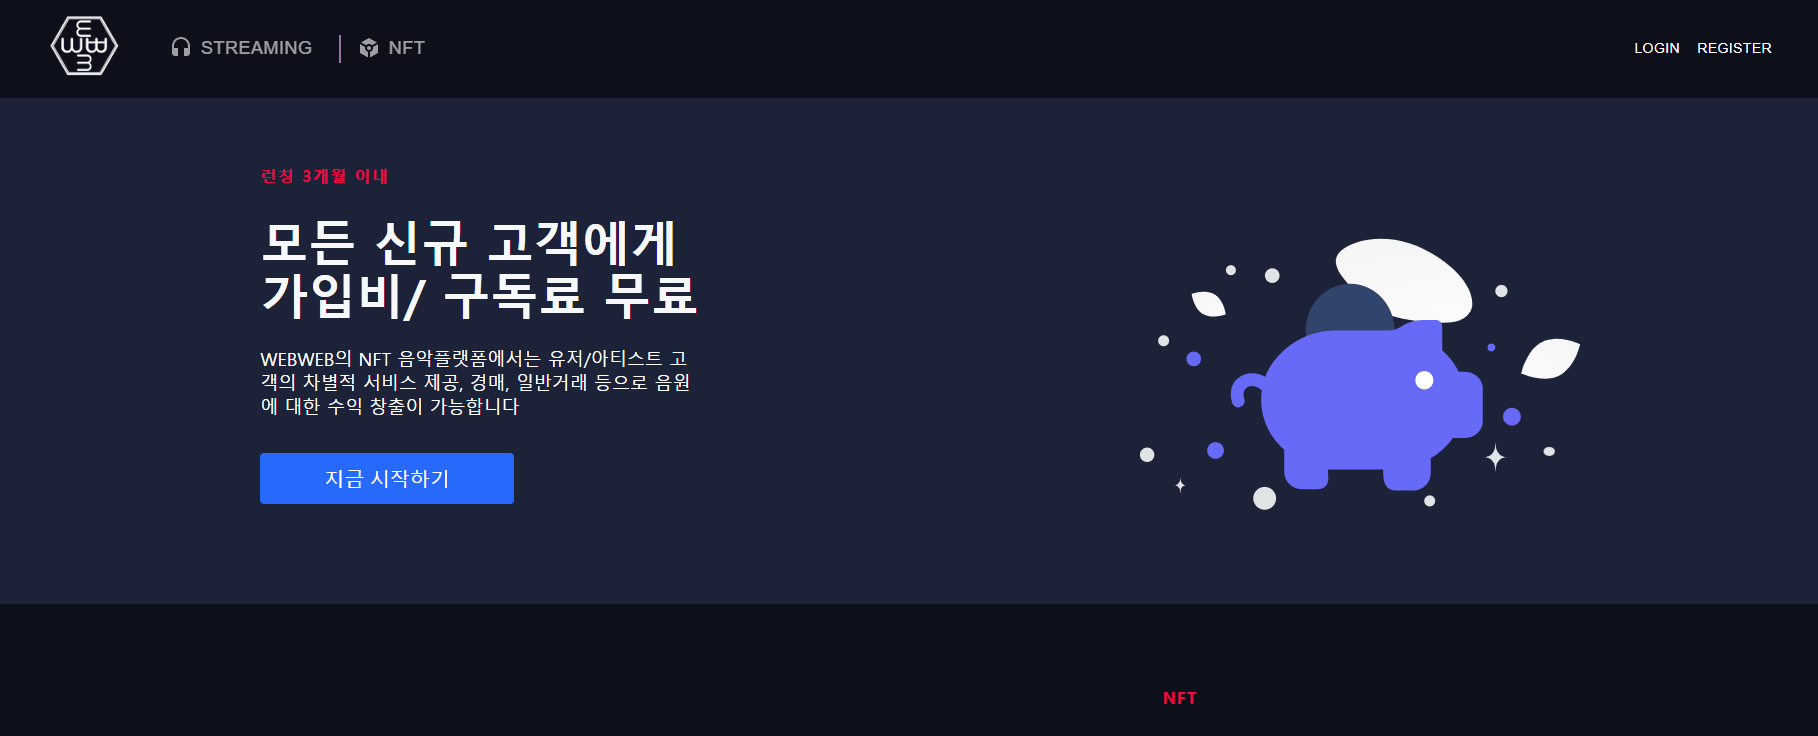 STREAMING
NFT
LOGIN
REGISTER
런칭 3개월 이내
모든 신규 고객에게
가입비/ 구독료 무료
WEBWEB의 NFT 음악플랫폼에서는 유저/아티스트 고
객의 차별적 서비스 제공, 경매, 일반거래 등으로 음원
에 대한 수익 창출이 가능합니다
지금 시작하기
NFT